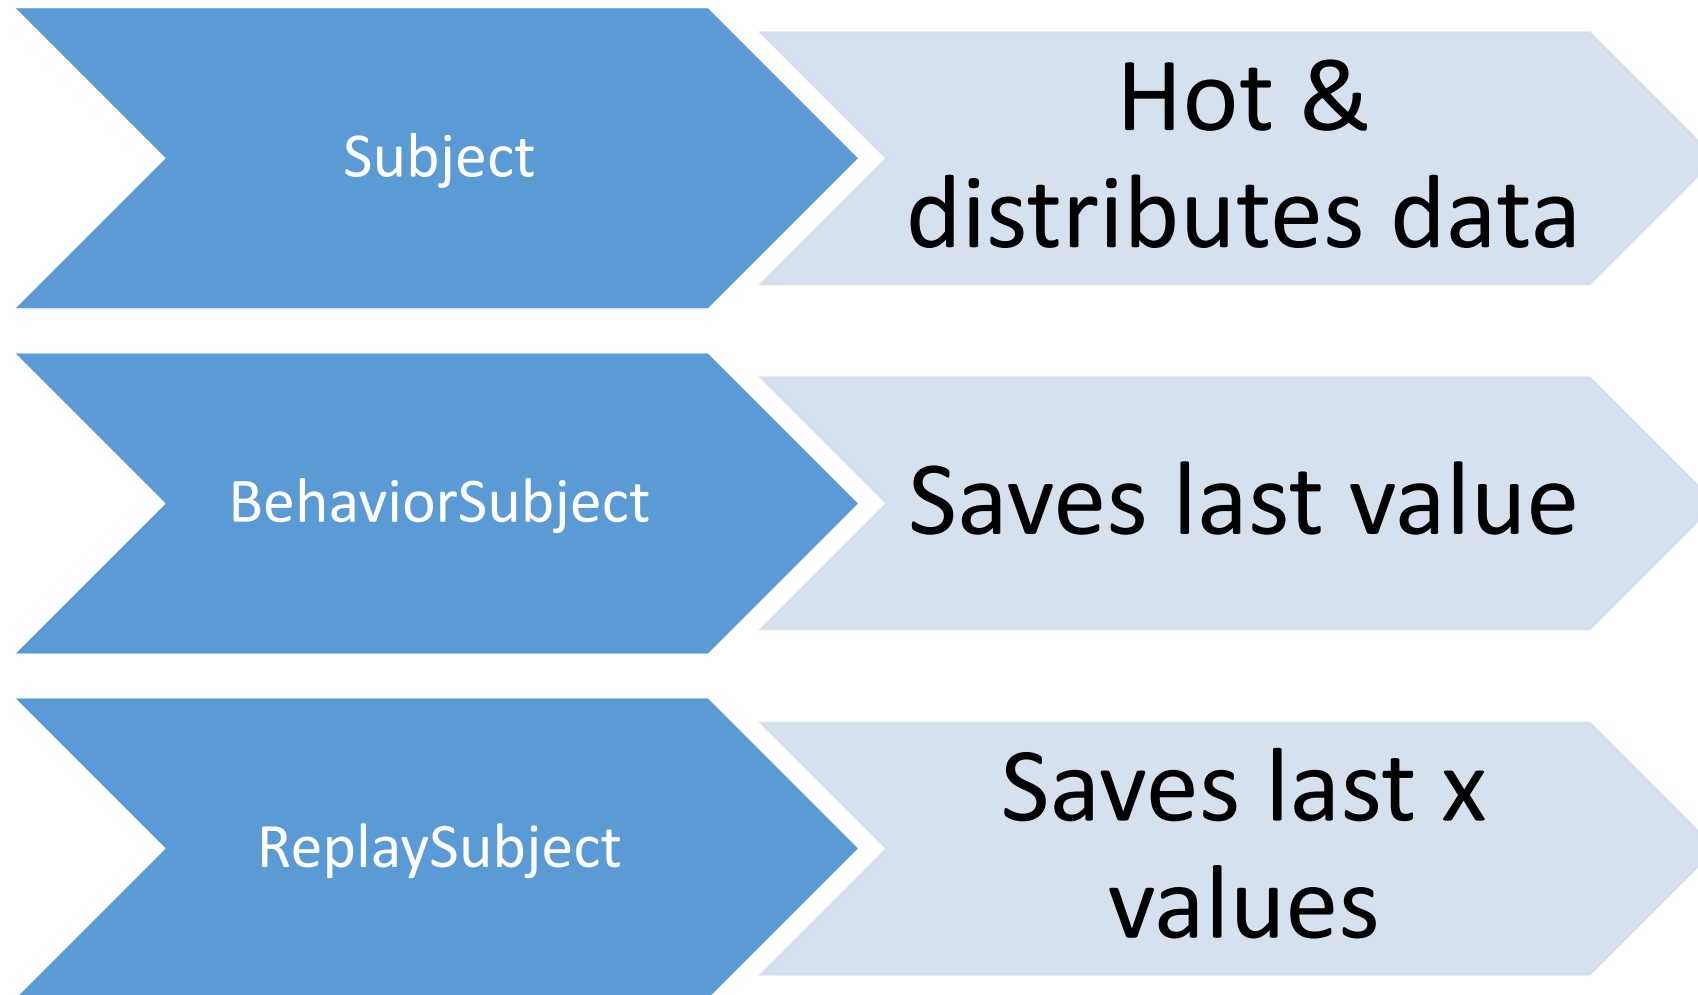 Subject
Hot &
distributes data
BehaviorSubject
Saves last value
ReplaySubject
Saves last x
values